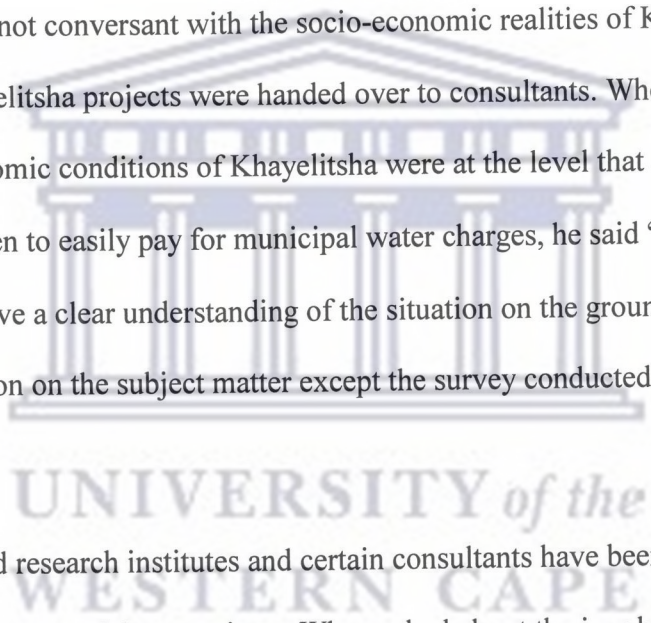 not conversant with the socio-economic realities of K
elitsha projects were handed over to consultants. Whe
omic conditions of Khayelitsha were at the level that
en to easily pay for municipal water charges, he said “
ve a clear understanding of the situation on the groun
on on the subject matter except the survey conducted
UNIVERSITY of the
d research institutes and certain consultants have been
WESTERN CAPE